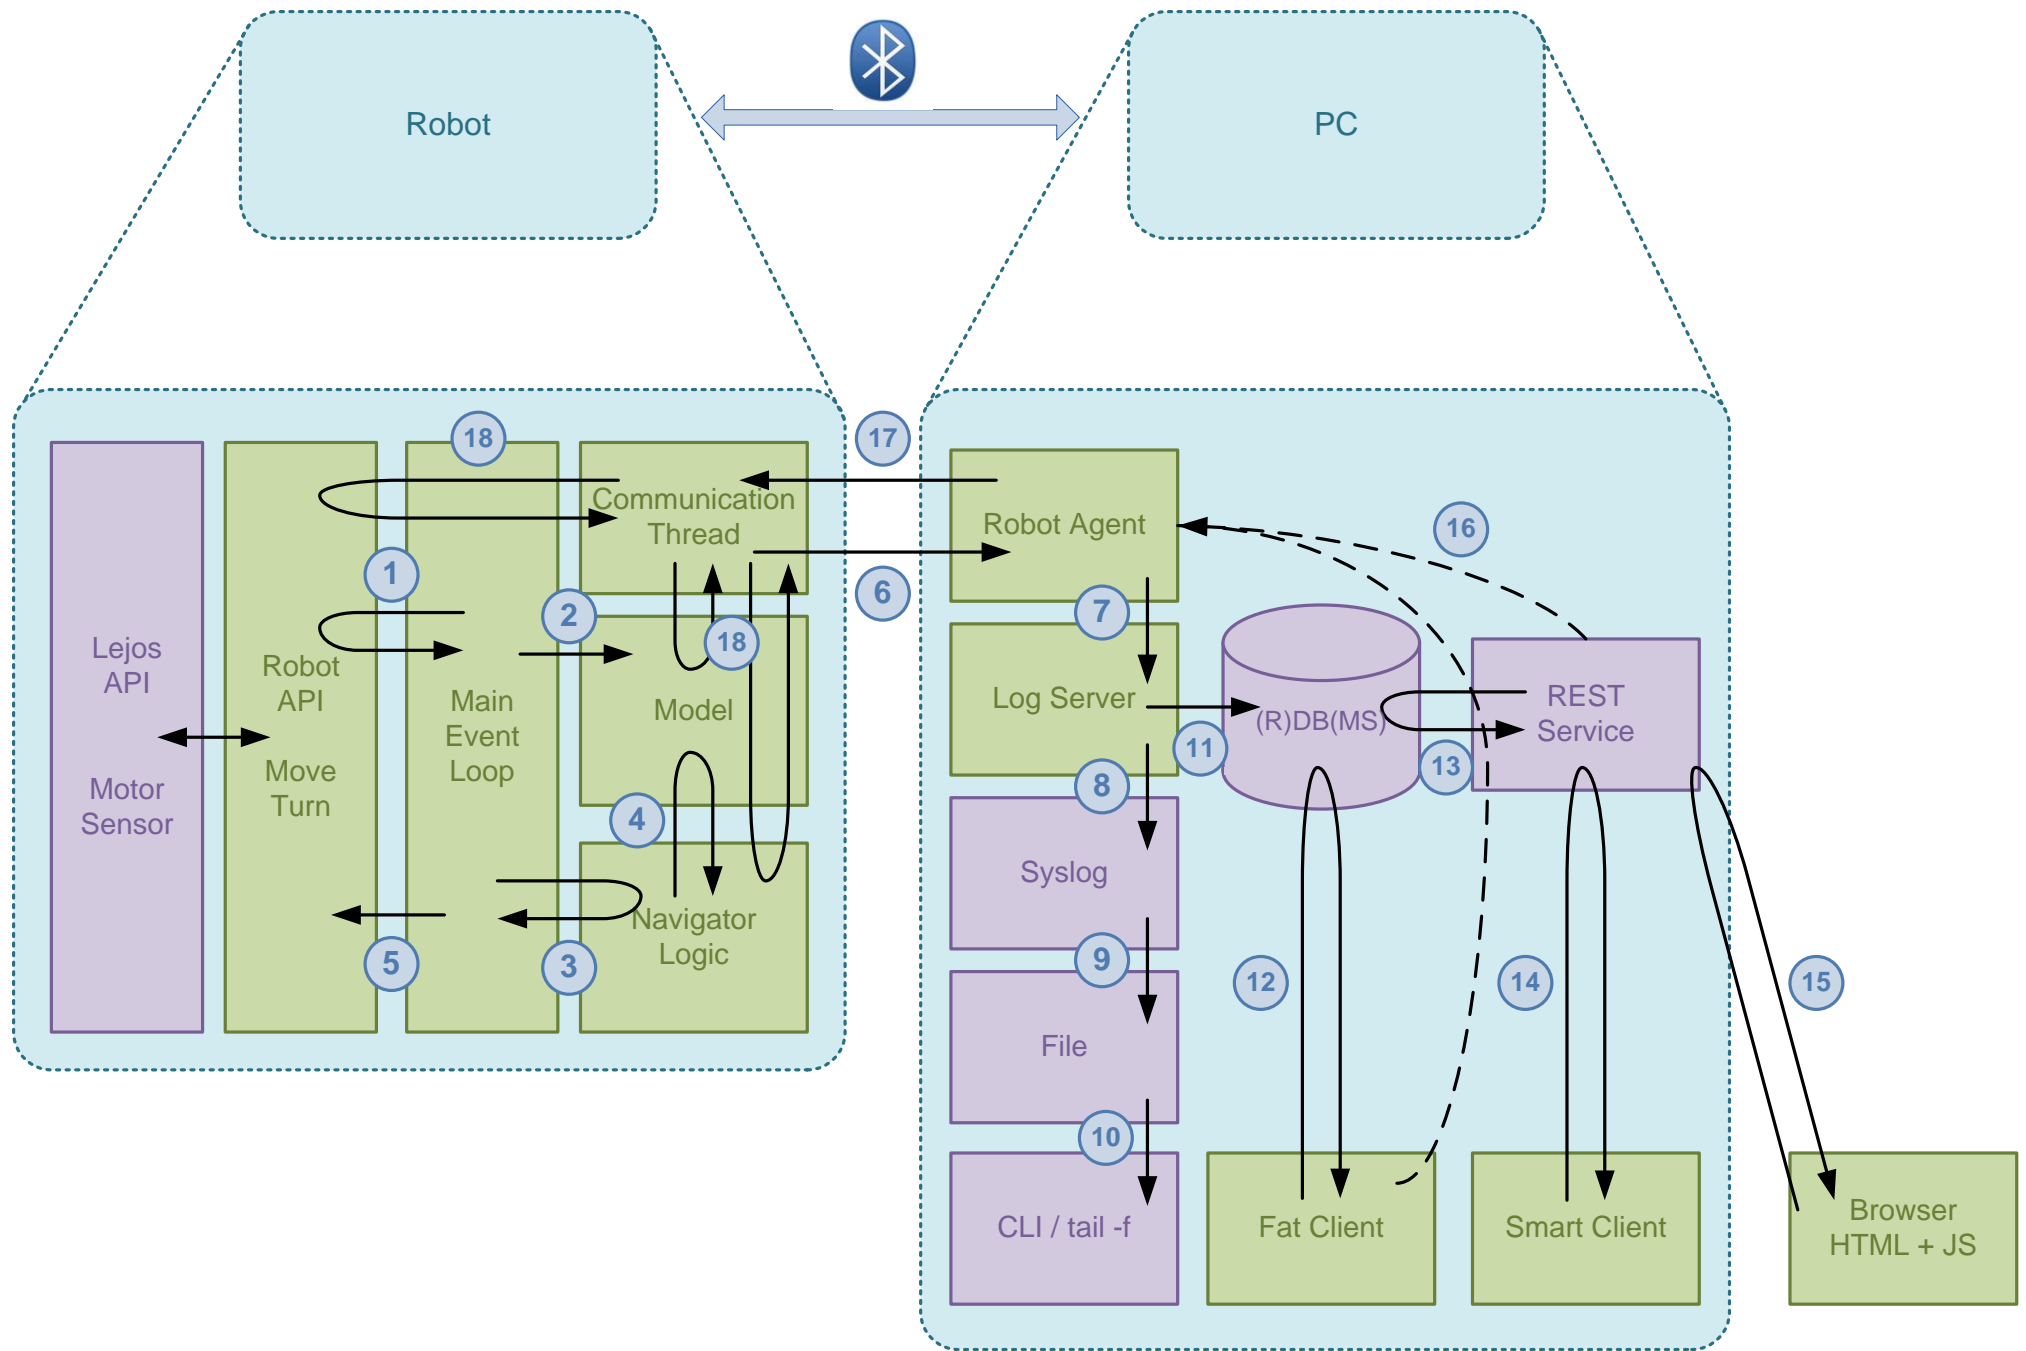 Robot
PC
18
17
Communication
Thread
Robot Agent
16
1
2
6
7
18
Lejos
API
Motor
Sensor
Robot
API
Move
Turn
Main
Event
Loop
Model
Log Server
(R)DB(MS)
REST
Service
11
13
8
4
Syslog
Navigator
Logic
5
3
9
12
14
15
File
10
CLI / tail -f
Fat Client
Smart Client
Browser
HTML + JS